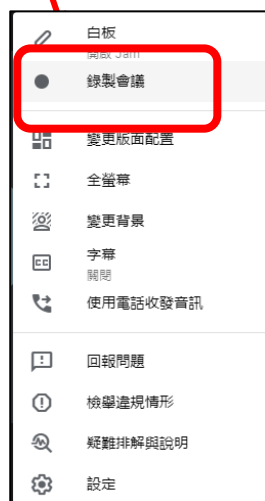 白板
開啟 Jam
錄製會議
變更版面配置
全螢幕
變更背景
字幕
關閉
使用電話收發音訊
回報問題
檢舉違規情形
疑難排解與說明
設定